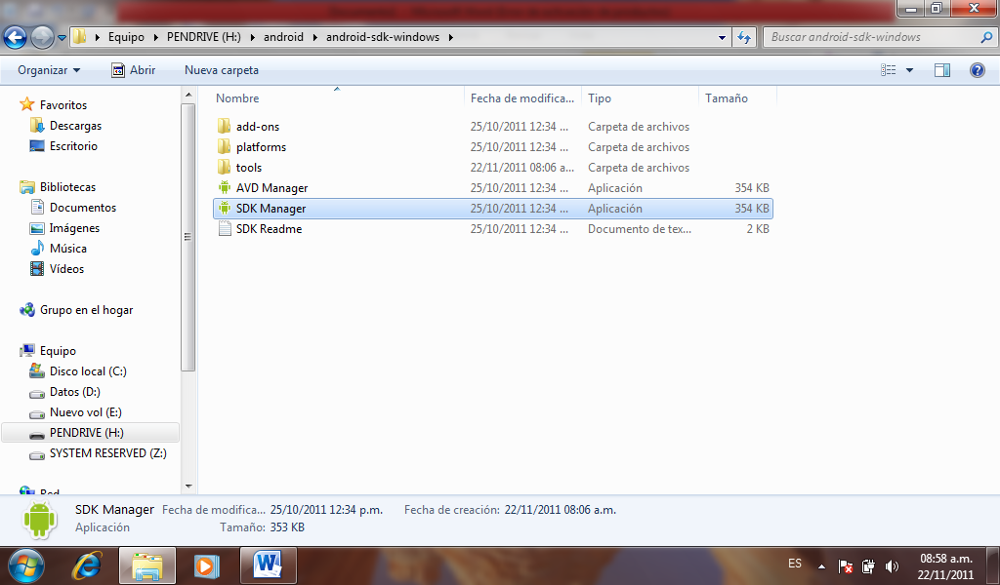 Equipo PENDRIVE (H:) android android-sdk-windows Buscar android-sdk-windows
Organizar Abrir Nueva carpeta
Nombre Fecha de modifica... Tipo Tamaño
add-ons 25/10/2011 12:34 ... Carpeta de archivos
platforms 25/10/2011 12:34 ... Carpeta de archivos
tools 22/11/2011 08:06 a... Carpeta de archivos
AVD Manager 25/10/2011 12:34 ... Aplicación 354 KB
SDK Manager 25/10/2011 12:34 ... Aplicación 354 KB
SDK Readme 25/10/2011 12:34 ... Documento de tex... 2 KB
Favoritos
Descargas
Escritorio
Bibliotecas
Documentos
Imágenes
Música
Vídeos
Grupo en el hogar
Equipo
Disco local (C:)
Datos (D:)
Nuevo vol (E:)
PENDRIVE (H:)
SYSTEM RESERVED (Z:)
Red
SDK Manager Fecha de modifica... 25/10/2011 12:34 p.m. Fecha de creación: 22/11/2011 08:06 a.m.
Aplicación Tamaño: 353 KB
ES 08:58 a.m.
22/11/2011